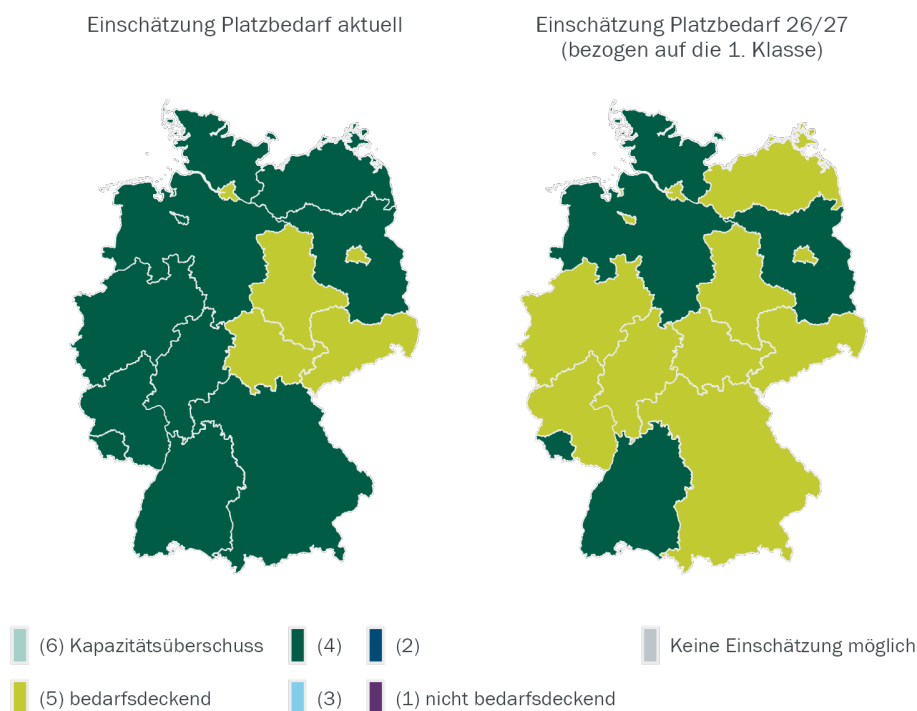 Einschätzung Platzbedarf aktuell
Einschätzung Platzbedarf 26/27
(bezogen auf die 1. Klasse)
(6) Kapazitätsüberschuss
(4)
(2)
Keine Einschätzung möglich
(5) bedarfsdeckend
(3)
(1) nicht bedarfsdeckend